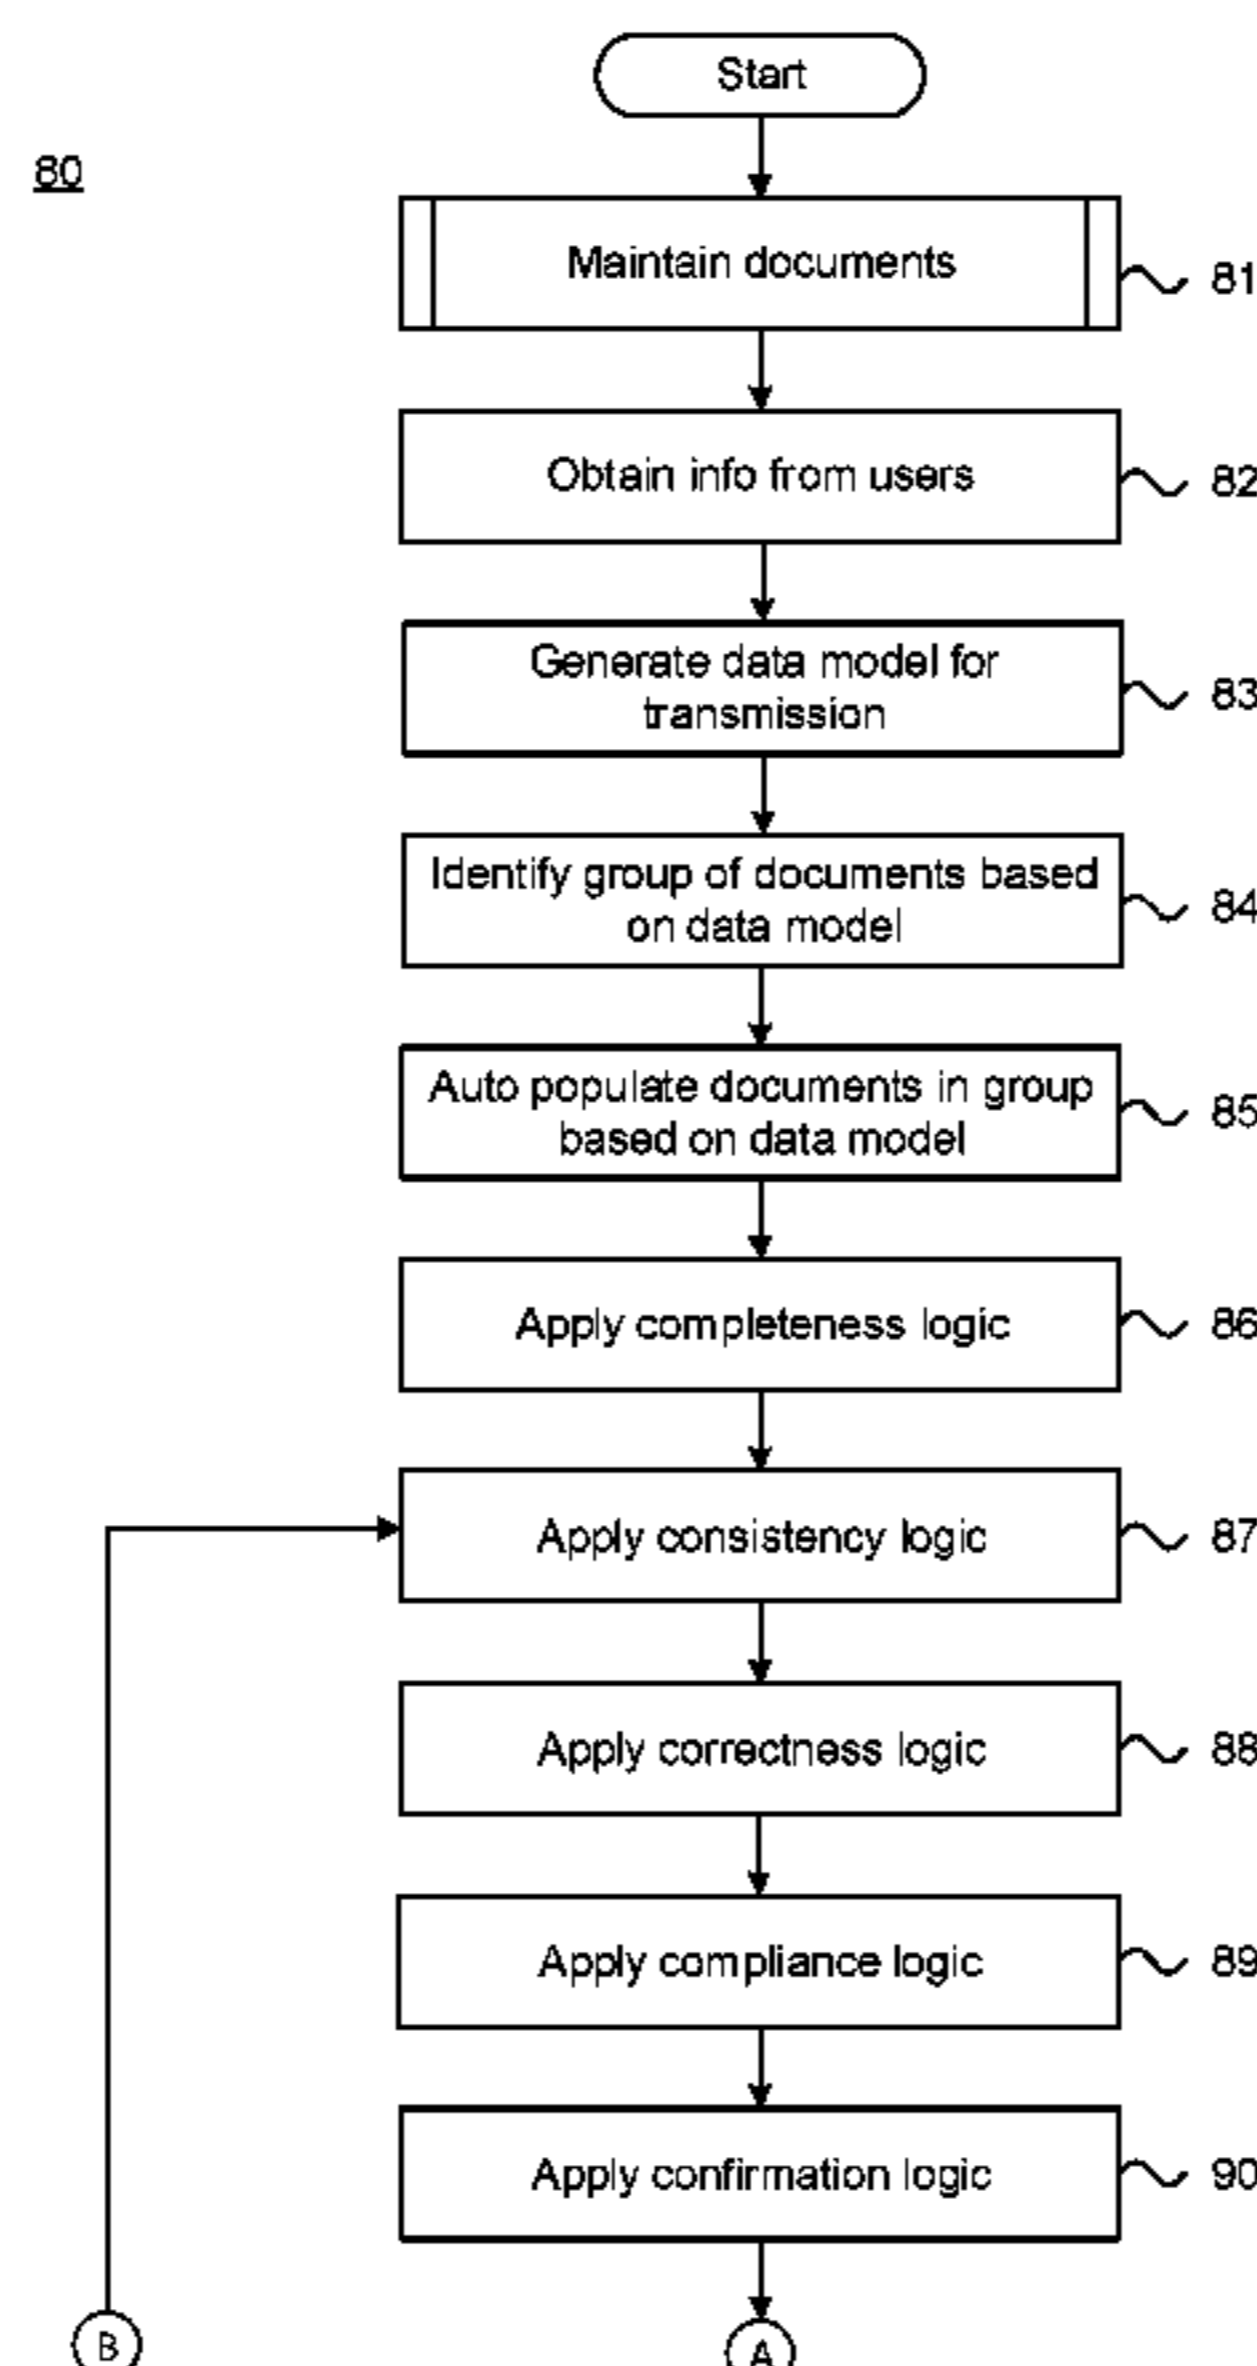 Start
80
Maintain documents
81
Obtain info from users
82
Generate data model for
transmission
83
Identify group of documents based
on data model
84
Auto populate documents in group
based on data model
85
Apply completeness logic
86
Apply consistency logic
87
Apply correctness logic
88
Apply compliance logic
89
Apply confirmation logic
90
B
A